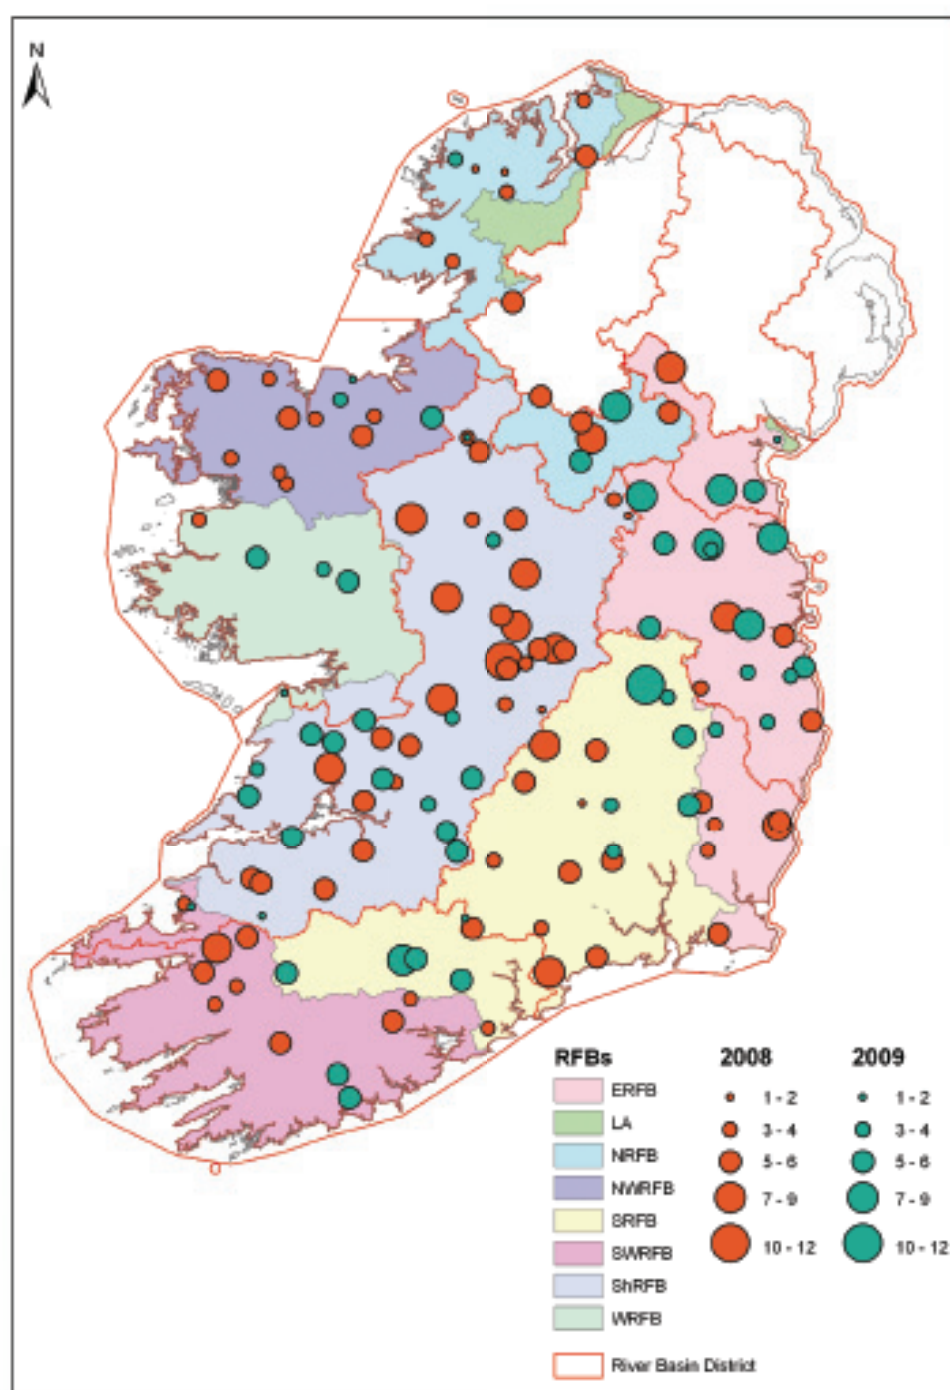 N
RFBs 2008 2009
ERFB 1 - 2 1 - 2
LA 3 - 4 3 - 4
NRFB 5 - 6 5 - 6
NWRFB 7 - 9 7 - 9
SRFB
SWRFB 10 - 12 10 - 12
ShRFB
WRFB
River Basin District